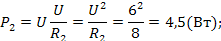 P₂ = U U/R₂ = U²/R₂ = 6²/8 = 4,5(Вт);